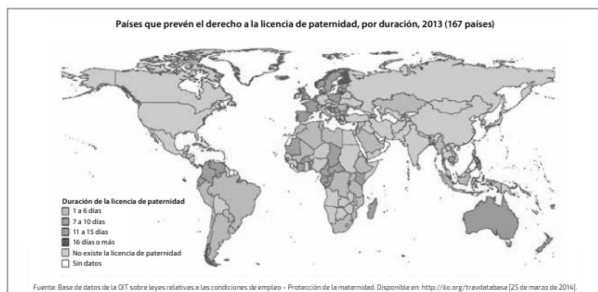 Países que prevén el derecho a la licencia de paternidad, por duración, 2013 (167 países)
Duración de la licencia de paternidad
1 a 6 días
7 a 10 días
11 a 15 días
16 días o más
No existe la licencia de paternidad
Sin datos
Fuente: Base de datos de la OIT sobre leyes relativas a las condiciones de empleo – Protección de la maternidad. Disponible en: http://ilo.org/travdatabase [25 de marzo de 2014].